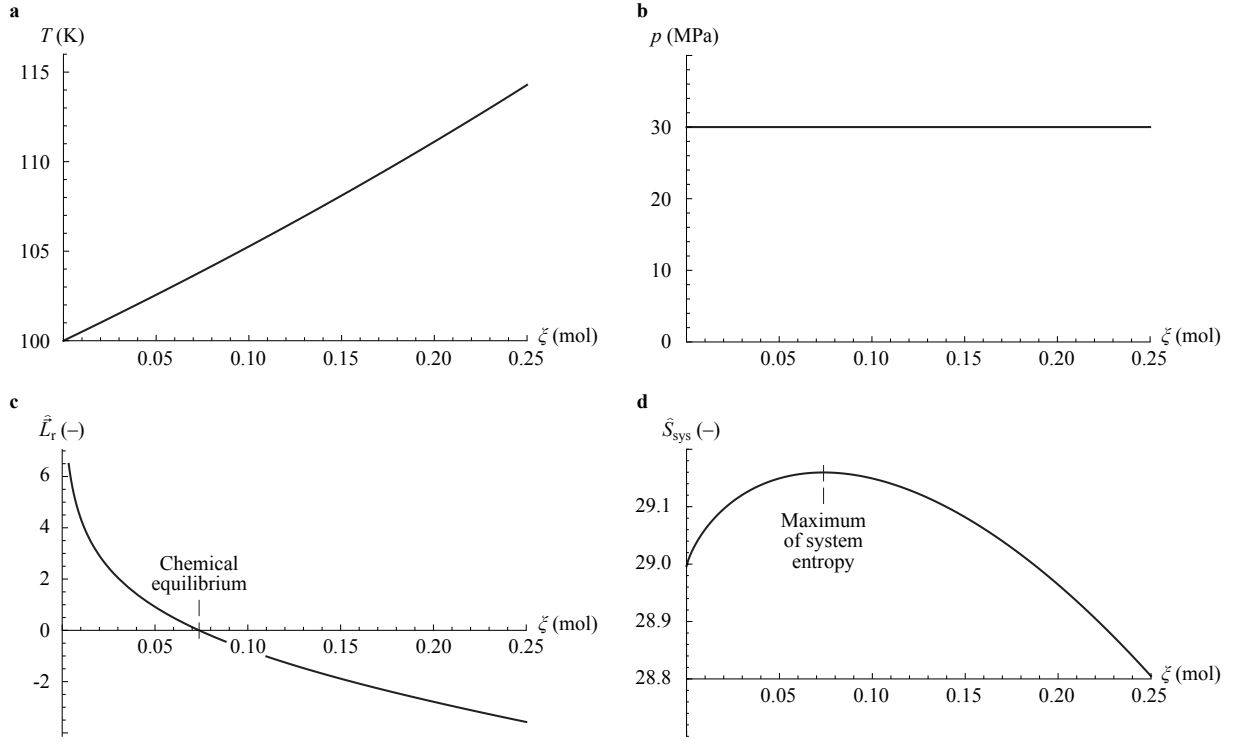 a
T (K)
115
110
105
100
0.05 0.10 0.15 0.20 0.25
ξ (mol)
b
p (MPa)
30
20
10
0
0.05 0.10 0.15 0.20 0.25
ξ (mol)
c
L̂⃗r (–)
6
4
2
0
-2
Chemical
equilibrium
0.05 0.10 0.15 0.20 0.25
ξ (mol)
d
Ŝsys (–)
29.1
29.0
28.9
28.8
Maximum
of system
entropy
0.05 0.10 0.15 0.20 0.25
ξ (mol)